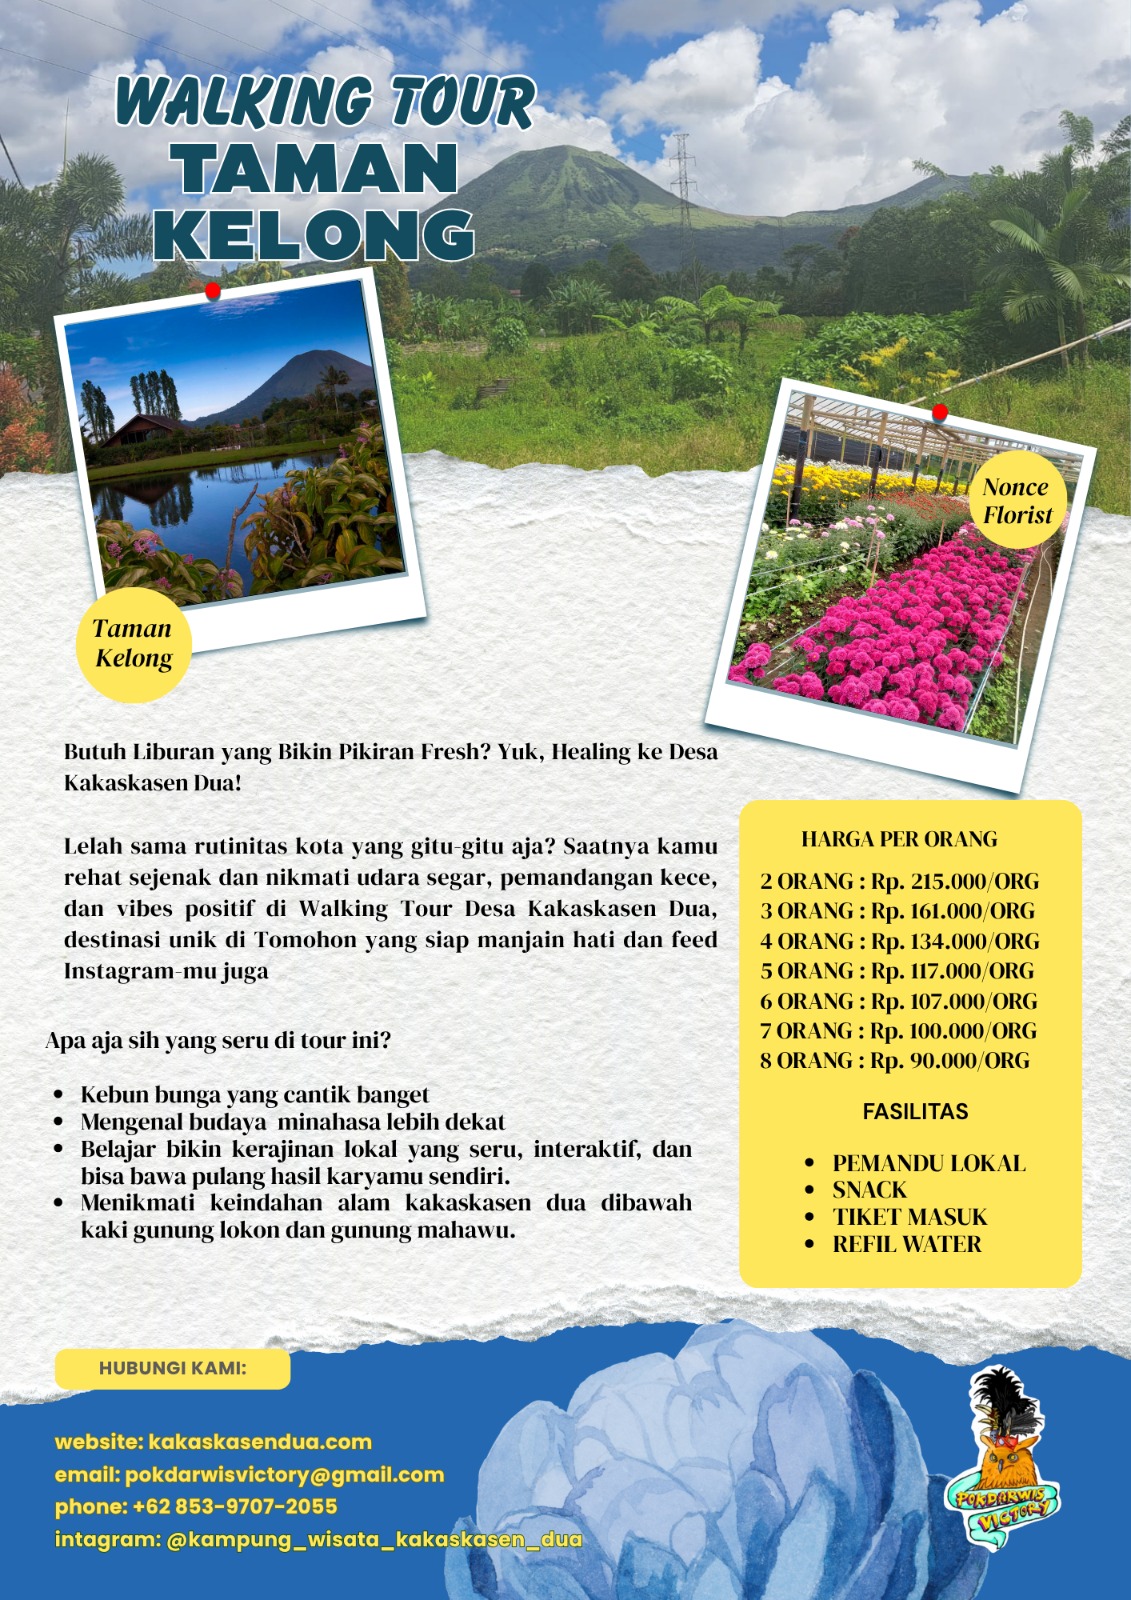 WALKING TOUR
TAMAN
KELONG
Taman
Kelong
Nonce
Florist
Butuh Liburan yang Bikin Pikiran Fresh? Yuk, Healing ke Desa
Kakaskasen Dua!
Lelah sama rutinitas kota yang gitu-gitu aja? Saatnya kamu
rehat sejenak dan nikmati udara segar, pemandangan kece,
dan vibes positif di Walking Tour Desa Kakaskasen Dua,
destinasi unik di Tomohon yang siap manjain hati dan feed
Instagram-mu juga
Apa aja sih yang seru di tour ini?
• Kebun bunga yang cantik banget
• Mengenal budaya minahasa lebih dekat
• Belajar bikin kerajinan lokal yang seru, interaktif, dan
bisa bawa pulang hasil karyamu sendiri.
• Menikmati keindahan alam kakaskasen dua dibawah
kaki gunung lokon dan gunung mahawu.
HARGA PER ORANG
2 ORANG : Rp. 215.000/ORG
3 ORANG : Rp. 161.000/ORG
4 ORANG : Rp. 134.000/ORG
5 ORANG : Rp. 117.000/ORG
6 ORANG : Rp. 107.000/ORG
7 ORANG : Rp. 100.000/ORG
8 ORANG : Rp. 90.000/ORG
FASILITAS
• PEMANDU LOKAL
• SNACK
• TIKET MASUK
• REFIL WATER
HUBUNGI KAMI:
website: kakaskasendua.com
email: pokdarwisvictory@gmail.com
phone: +62 853-9707-2055
intagram: @kampung_wisata_kakaskasen_dua
POKDARWIS
VICTORY